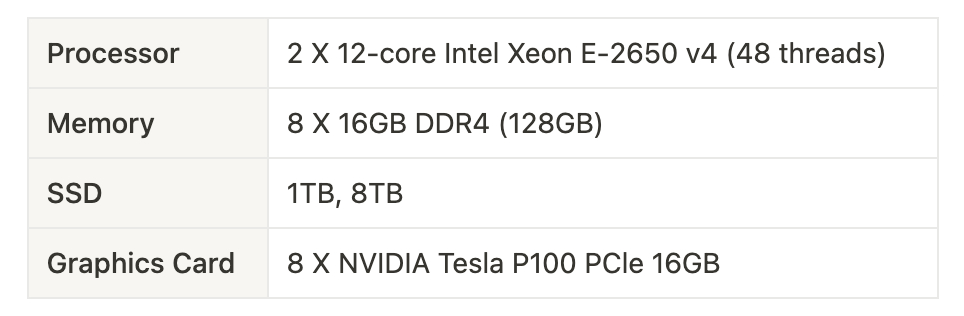 Processor 2 X 12-core Intel Xeon E-2650 v4 (48 threads)
Memory 8 X 16GB DDR4 (128GB)
SSD 1TB, 8TB
Graphics Card 8 X NVIDIA Tesla P100 PCIe 16GB